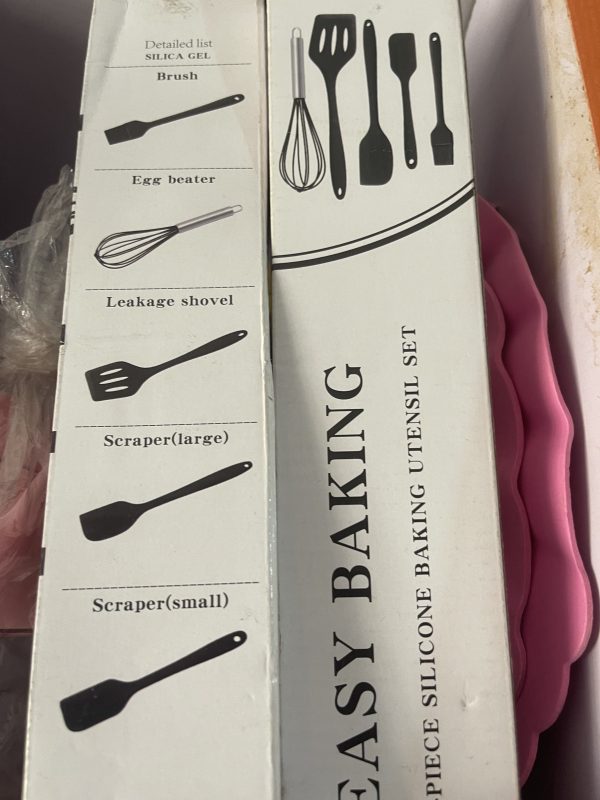 Detailed list
SILICA GEL
Brush
Egg beater
Leakage shovel
Scraper(large)
Scraper(small)
EASY BAKING
-PIECE SILICONE BAKING UTENSIL SET